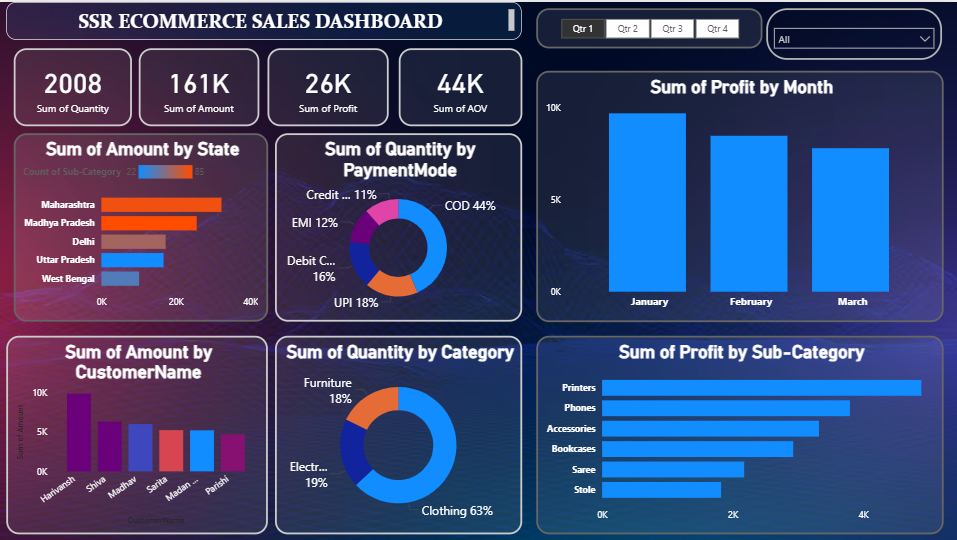 SSR ECOMMERCE SALES DASHBOARD
Qtr 1 Qtr 2 Qtr 3 Qtr 4
All
2008
Sum of Quantity
161K
Sum of Amount
26K
Sum of Profit
44K
Sum of AOV
Sum of Amount by State
Count of Sub-Category 22 85
Maharashtra
Madhya Pradesh
Delhi
Uttar Pradesh
West Bengal
0K 20K 40K
Sum of Quantity by
PaymentMode
Credit ... 11%
COD 44%
EMI 12%
Debit C...
16%
UPI 18%
Sum of Profit by Month
10K
5K
0K
January February March
Sum of Amount by
CustomerName
Sum of Amount
10K
5K
0K
Harivansh Shiva Madhav Sarita Madan ... Parishi
CustomerName
Sum of Quantity by Category
Furniture
18%
Electr...
19%
Clothing 63%
Sum of Profit by Sub-Category
Printers
Phones
Accessories
Bookcases
Saree
Stole
0K 2K 4K